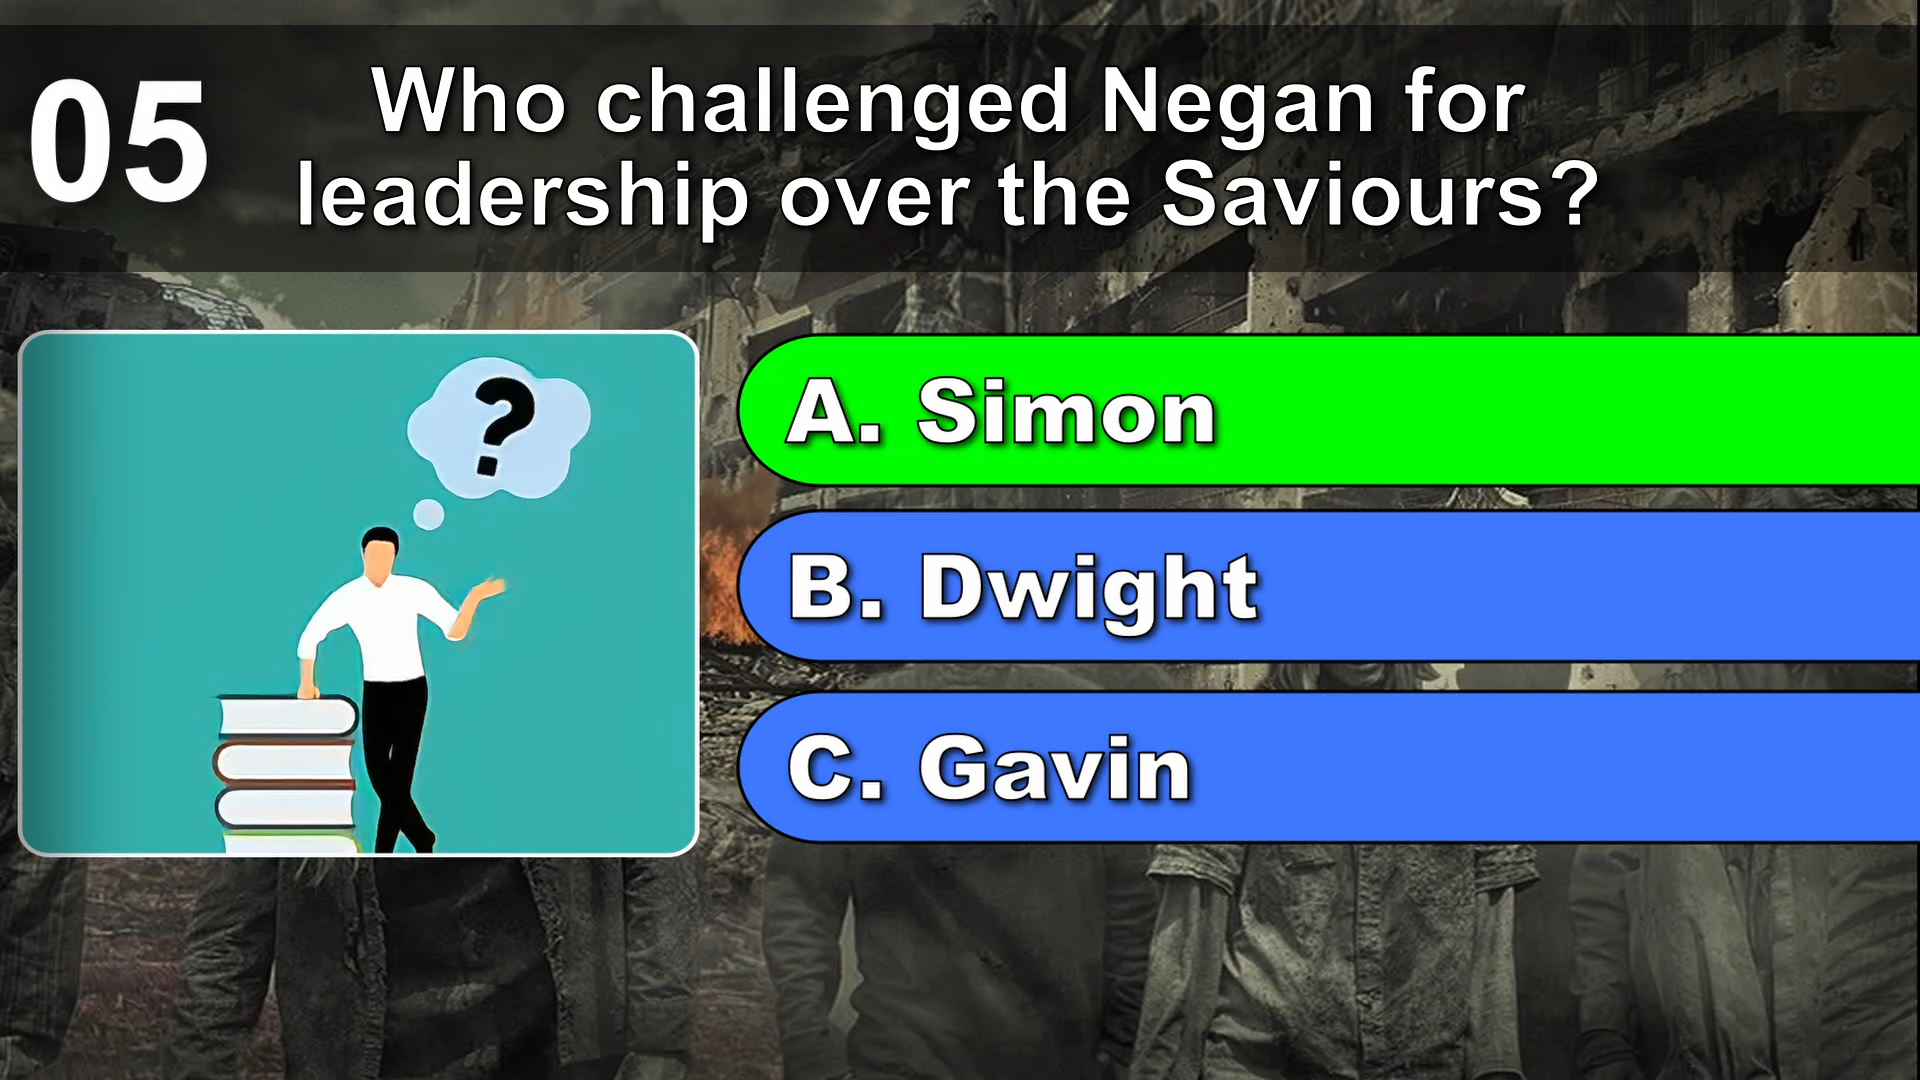 05
Who challenged Negan for
leadership over the Saviours?
?
A. Simon
B. Dwight
C. Gavin